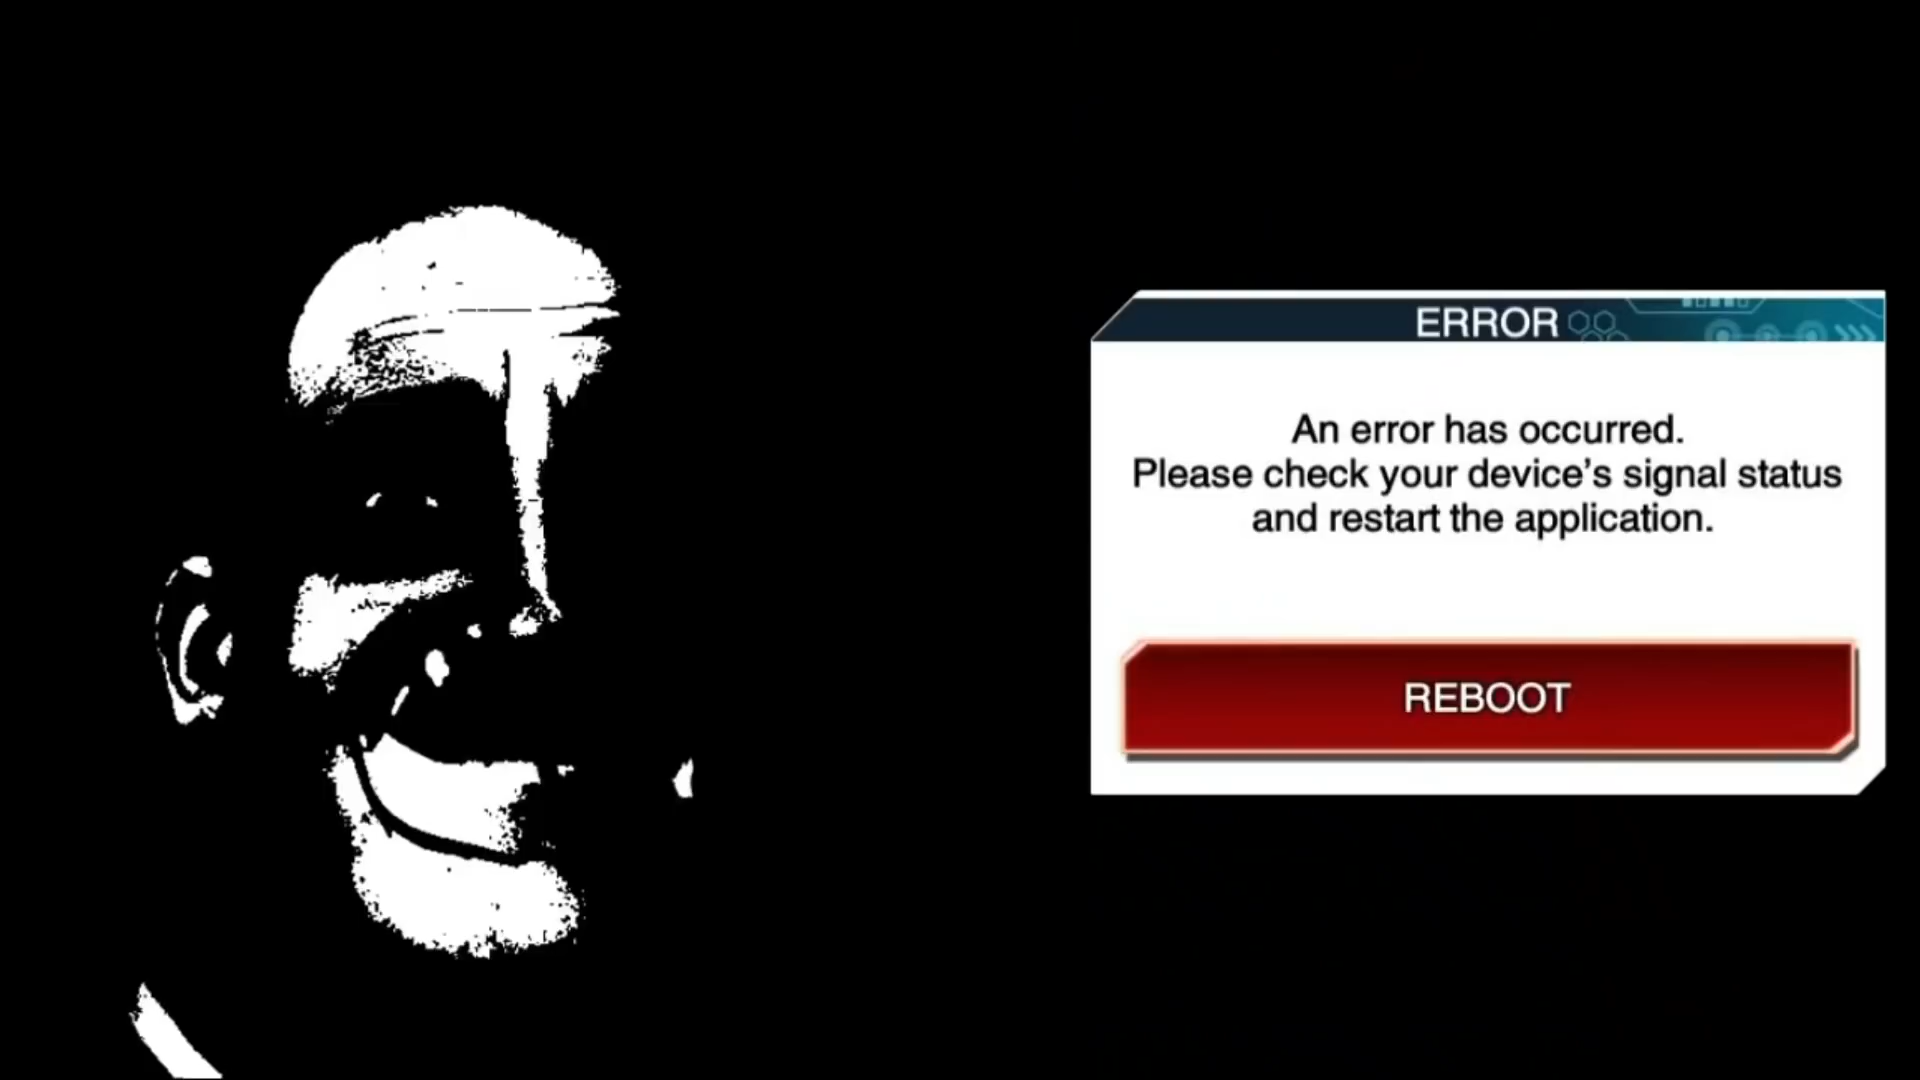 ERROR
An error has occurred.
Please check your device’s signal status
and restart the application.
REBOOT